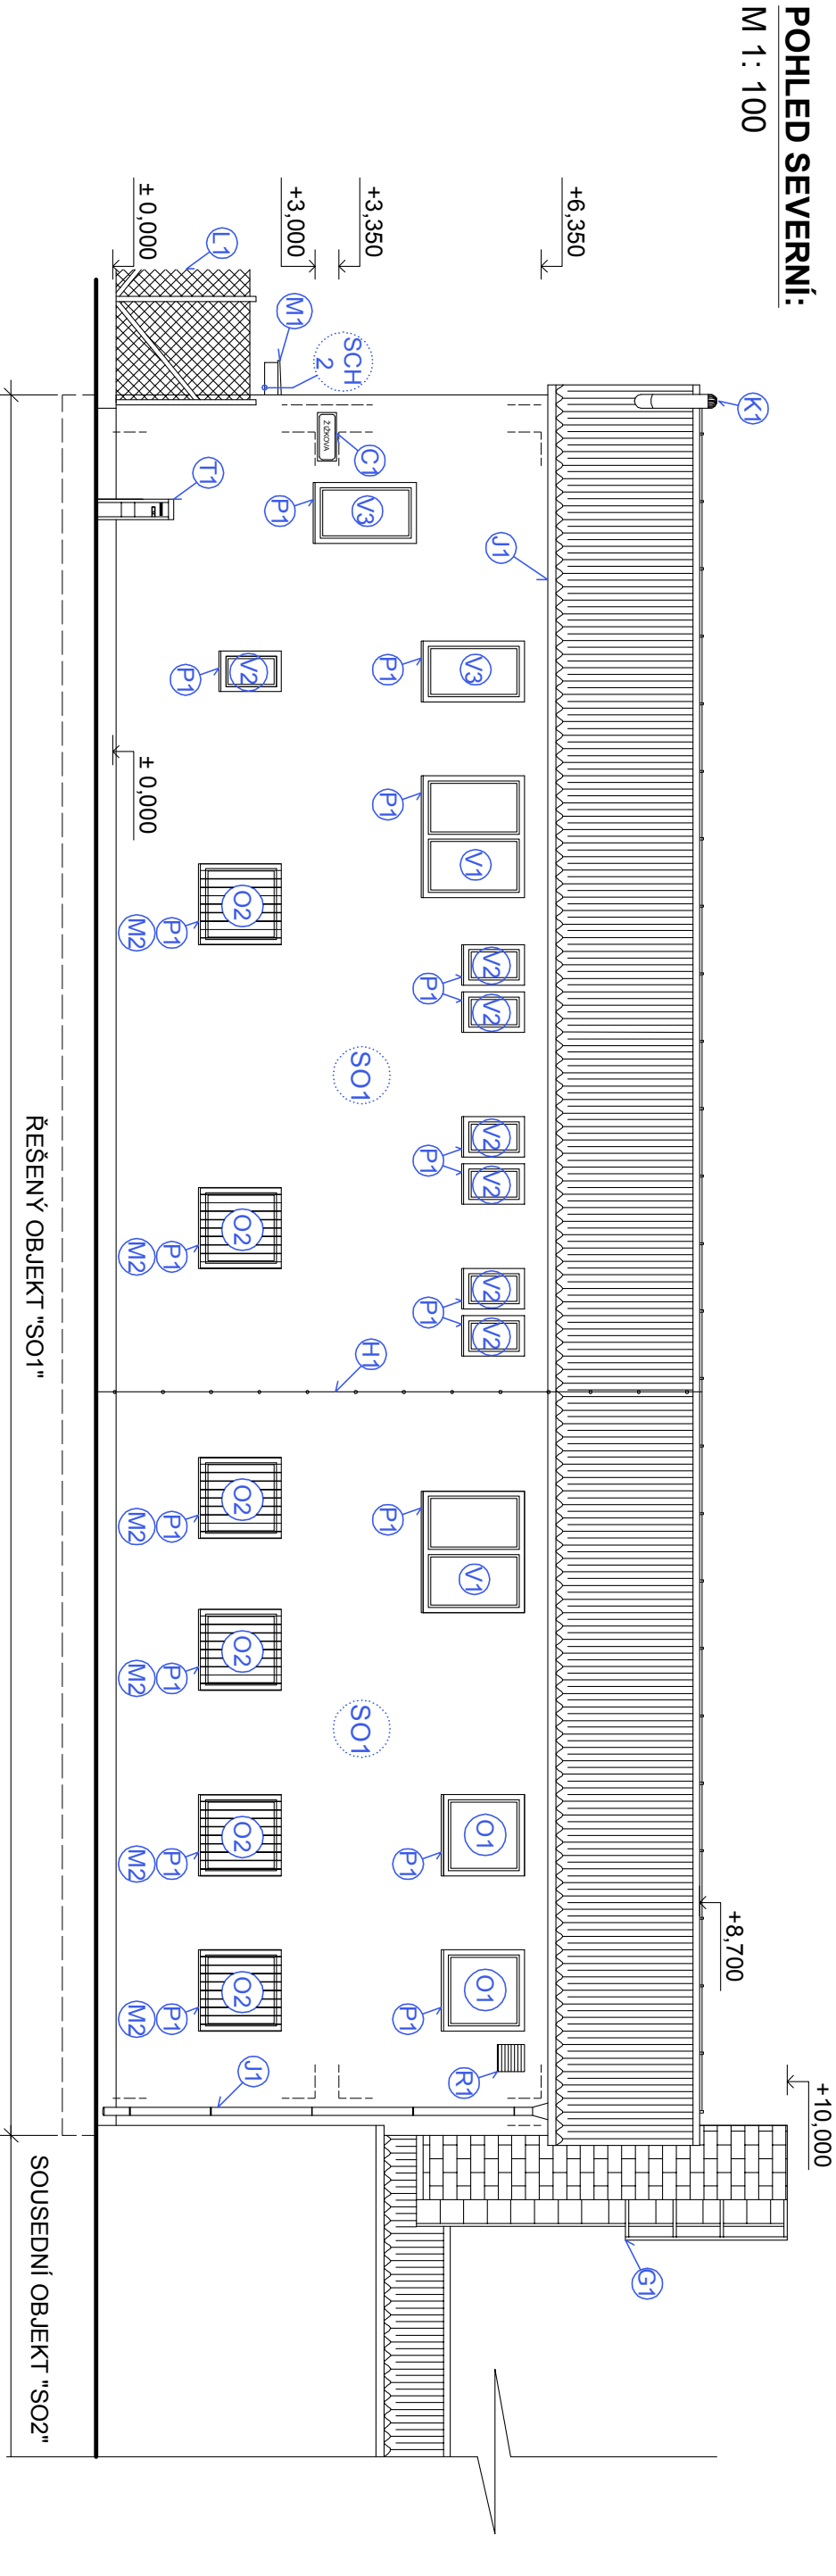 POHLED SEVERNÍ:
M 1: 100
K1
+10,000
+8,700
G1
+6,350
J1
V3
P1
V1
P1
V2
V2
P1
V2
V2
P1
V2
V2
P1
V1
P1
O1
P1
O1
P1
R1
+3,350
+3,000
SCH
2
M1
ŽIŽKOVA
C1
V3
P1
SO1
H1
SO1
L1
T1
V2
P1
O2
P1
M2
O2
P1
M2
O2
P1
M2
O2
P1
M2
O2
P1
M2
O2
P1
M2
J1
± 0,000
± 0,000
ŘEŠENÝ OBJEKT "SO1"
SOUSEDNÍ OBJEKT "SO2"